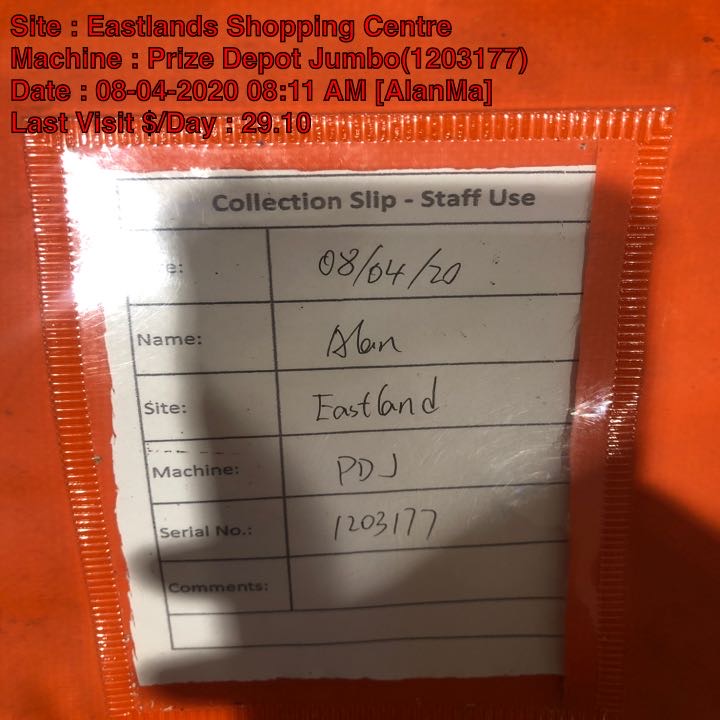 Site : Eastlands Shopping Centre
Machine : Prize Depot Jumbo(1203177)
Date : 08-04-2020 08:11 AM [AlanMa]
Last Visit $/Day : 29.10
Collection Slip - Staff Use
08/04/20
Name: Alan
Site: Eastland
Machine: PDJ
Serial No.: 1203177
Comments: